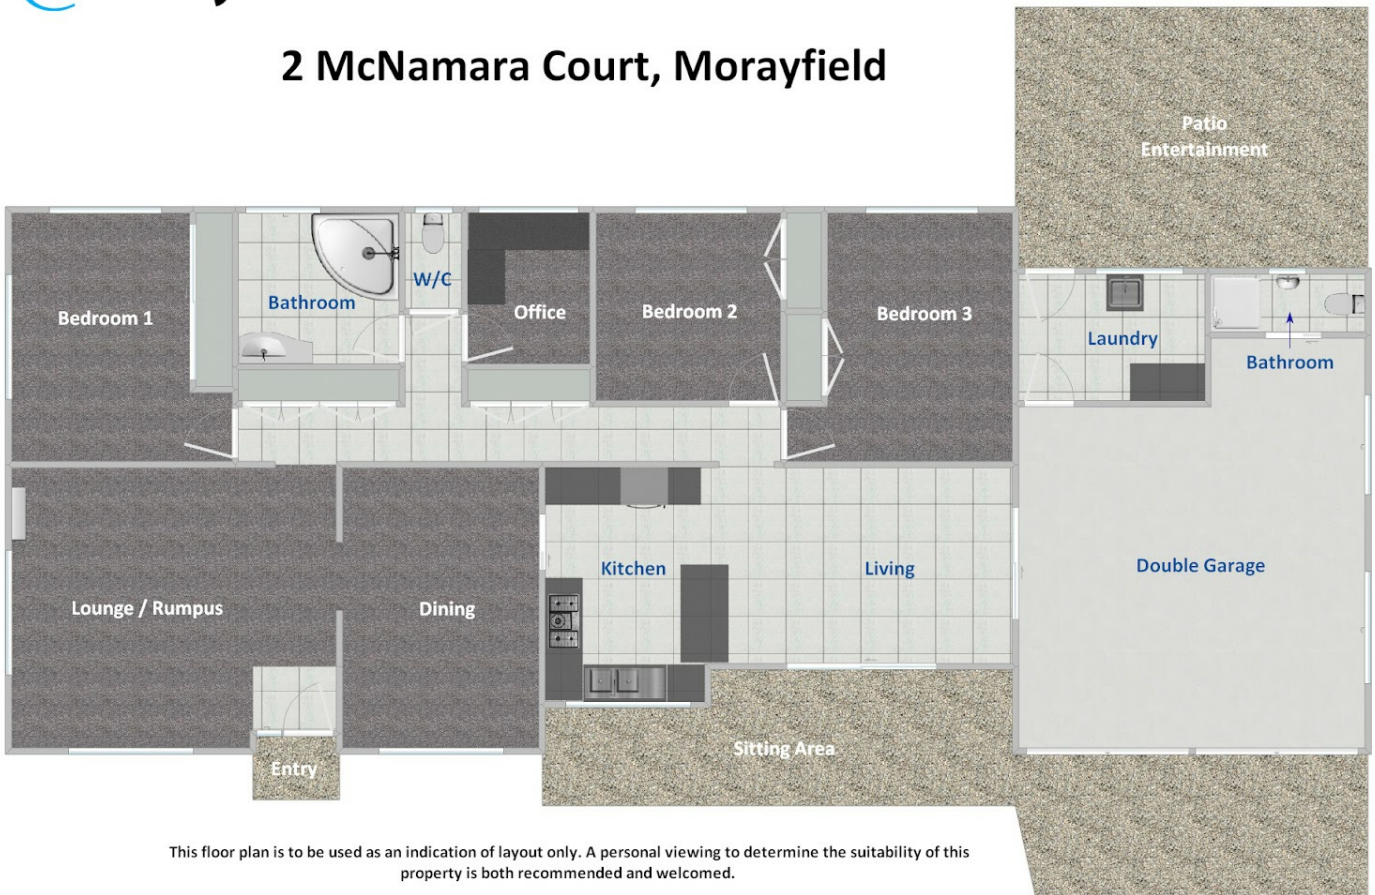 2 McNamara Court, Morayfield
Patio
Entertainment
Bedroom 1
Bathroom
W/C
Office
Bedroom 2
Bedroom 3
Laundry
Bathroom
Lounge / Rumpus
Dining
Kitchen
Living
Double Garage
Entry
Sitting Area
This floor plan is to be used as an indication of layout only. A personal viewing to determine the suitability of this
property is both recommended and welcomed.